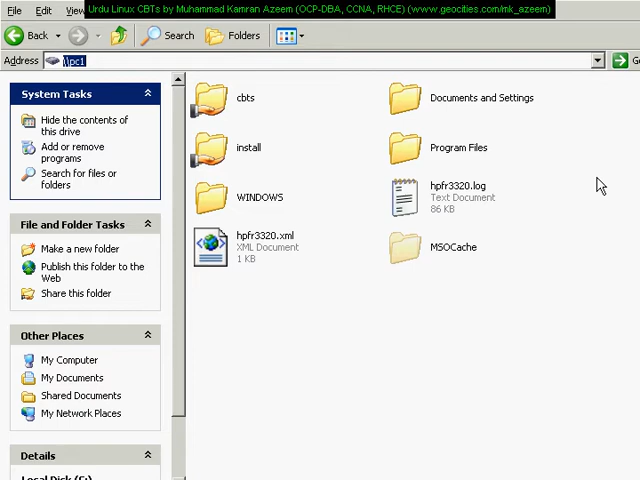 Urdu Linux CBTs by Muhammad Kamran Azeem (OCP-DBA, CCNA, RHCE) (www.geocities.com/mk_azeem)
File Edit View
Back Search Folders
Address \\pc1
System Tasks
Hide the contents of
this drive
Add or remove
programs
Search for files or
folders
File and Folder Tasks
Make a new folder
Publish this folder to the
Web
Share this folder
Other Places
My Computer
My Documents
Shared Documents
My Network Places
Details
cbts
Documents and Settings
install
Program Files
WINDOWS
hpfr3320.log
Text Document
86 KB
hpfr3320.xml
XML Document
1 KB
MSOCache